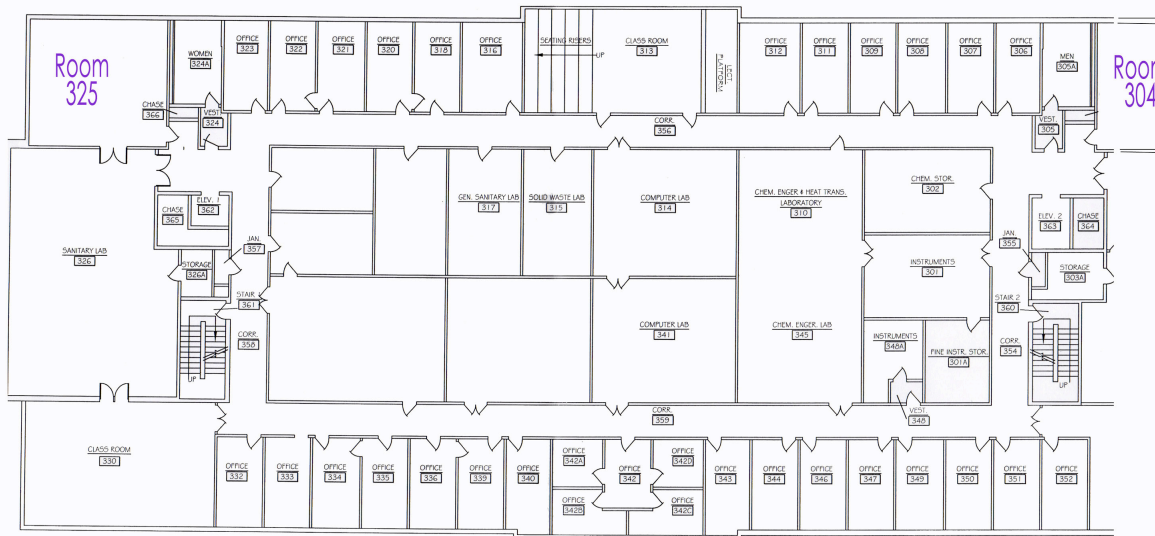 Room
325
WOMEN
324A
OFFICE
323
OFFICE
322
OFFICE
321
OFFICE
320
OFFICE
318
OFFICE
316
SEATING RISERS
UP
CLASS ROOM
313
LECT.
PLATFORM
OFFICE
312
OFFICE
311
OFFICE
309
OFFICE
308
OFFICE
307
OFFICE
306
MEN
305A
Room
304
CHASE
366
VEST.
324
CORR.
356
VEST.
305
ELEV. 1
362
CHASE
365
GEN. SANITARY LAB
317
SOLID WASTE LAB
315
COMPUTER LAB
314
CHEM. ENGER & HEAT TRANS.
LABORATORY
310
CHEM. STOR.
302
ELEV. 2
363
CHASE
364
SANITARY LAB
326
JAN.
357
STORAGE
326A
INSTRUMENTS
301
JAN.
355
STORAGE
303A
STAIR 1
361
CORR.
358
UP
COMPUTER LAB
341
CHEM. ENGER. LAB
345
INSTRUMENTS
348A
FINE INSTR. STOR.
301A
STAIR 2
360
CORR.
354
UP
CORR.
359
VEST.
348
CLASS ROOM
330
OFFICE
332
OFFICE
333
OFFICE
334
OFFICE
335
OFFICE
336
OFFICE
339
OFFICE
340
OFFICE
342A
OFFICE
342
OFFICE
342D
OFFICE
342B
OFFICE
342C
OFFICE
343
OFFICE
344
OFFICE
346
OFFICE
347
OFFICE
349
OFFICE
350
OFFICE
351
OFFICE
352